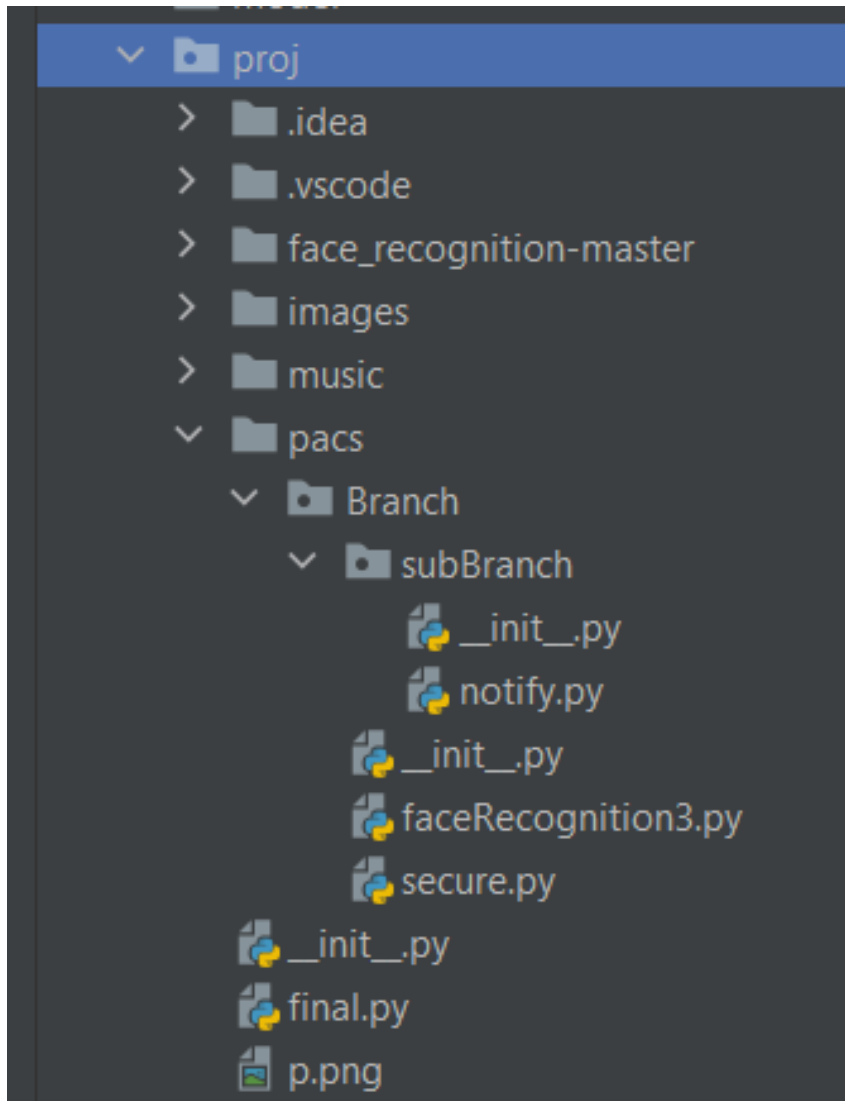 proj
.idea
.vscode
face_recognition-master
images
music
pacs
Branch
subBranch
__init__.py
notify.py
__init__.py
faceRecognition3.py
secure.py
__init__.py
final.py
p.png